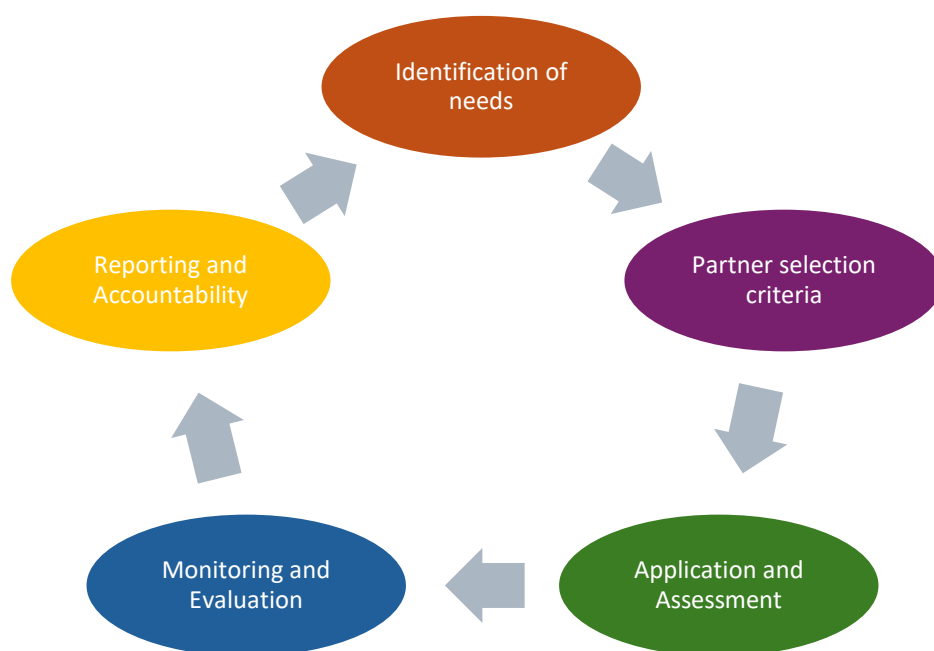 Identification of
needs
Partner selection
criteria
Application and
Assessment
Monitoring and
Evaluation
Reporting and
Accountability